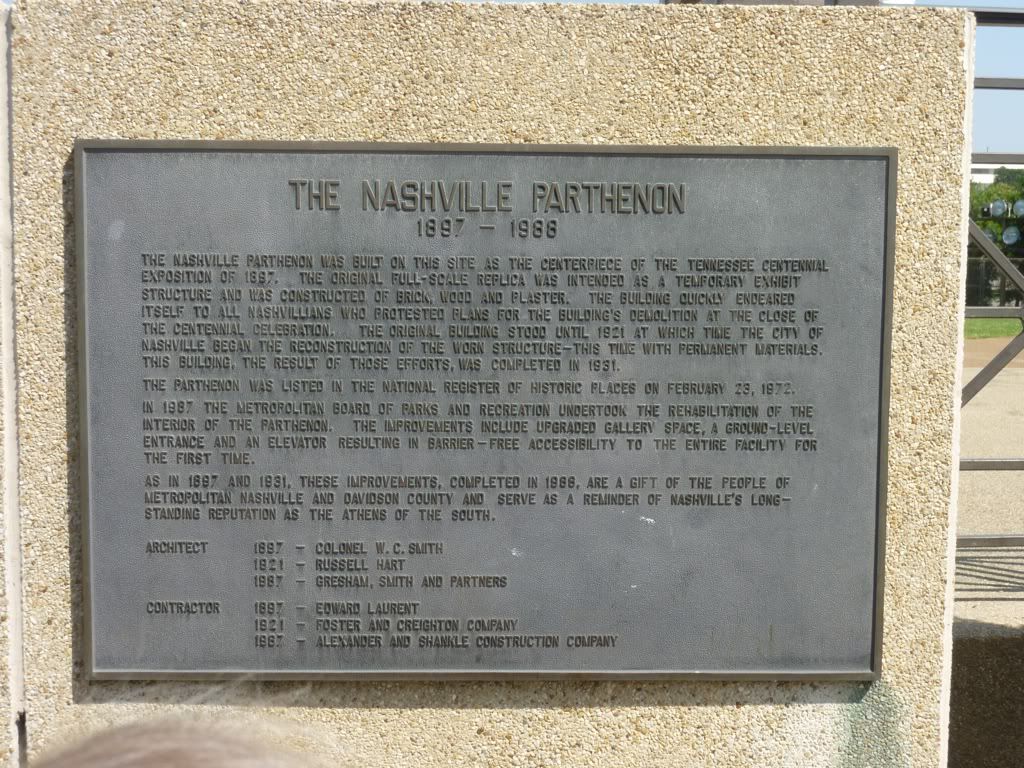 THE NASHVILLE PARTHENON
1897 - 1988
THE NASHVILLE PARTHENON WAS BUILT ON THIS SITE AS THE CENTERPIECE OF THE TENNESSEE CENTENNIAL
EXPOSITION OF 1897. THE ORIGINAL FULL-SCALE REPLICA WAS INTENDED AS A TEMPORARY EXHIBIT
STRUCTURE AND WAS CONSTRUCTED OF BRICK, WOOD AND PLASTER. THE BUILDING QUICKLY ENDEARED
ITSELF TO ALL NASHVILLIANS WHO PROTESTED PLANS FOR THE BUILDING'S DEMOLITION AT THE CLOSE OF
THE CENTENNIAL CELEBRATION. THE ORIGINAL BUILDING STOOD UNTIL 1921 AT WHICH TIME THE CITY OF
NASHVILLE BEGAN THE RECONSTRUCTION OF THE WORN STRUCTURE-THIS TIME WITH PERMANENT MATERIALS.
THIS BUILDING, THE RESULT OF THOSE EFFORTS, WAS COMPLETED IN 1931.
THE PARTHENON WAS LISTED IN THE NATIONAL REGISTER OF HISTORIC PLACES ON FEBRUARY 23, 1972.
IN 1987 THE METROPOLITAN BOARD OF PARKS AND RECREATION UNDERTOOK THE REHABILITATION OF THE
INTERIOR OF THE PARTHENON. THE IMPROVEMENTS INCLUDE UPGRADED GALLERY SPACE, A GROUND-LEVEL
ENTRANCE AND AN ELEVATOR RESULTING IN BARRIER-FREE ACCESSIBILITY TO THE ENTIRE FACILITY FOR
THE FIRST TIME.
AS IN 1897 AND 1931, THESE IMPROVEMENTS, COMPLETED IN 1988, ARE A GIFT OF THE PEOPLE OF
METROPOLITAN NASHVILLE AND DAVIDSON COUNTY AND SERVE AS A REMINDER OF NASHVILLE'S LONG-
STANDING REPUTATION AS THE ATHENS OF THE SOUTH.
ARCHITECT 1897 - COLONEL W. C. SMITH
1921 - RUSSELL HART
1987 - GRESHAM, SMITH AND PARTNERS
CONTRACTOR 1897 - EDWARD LAURENT
1921 - FOSTER AND CREIGHTON COMPANY
1987 - ALEXANDER AND SHANKLE CONSTRUCTION COMPANY